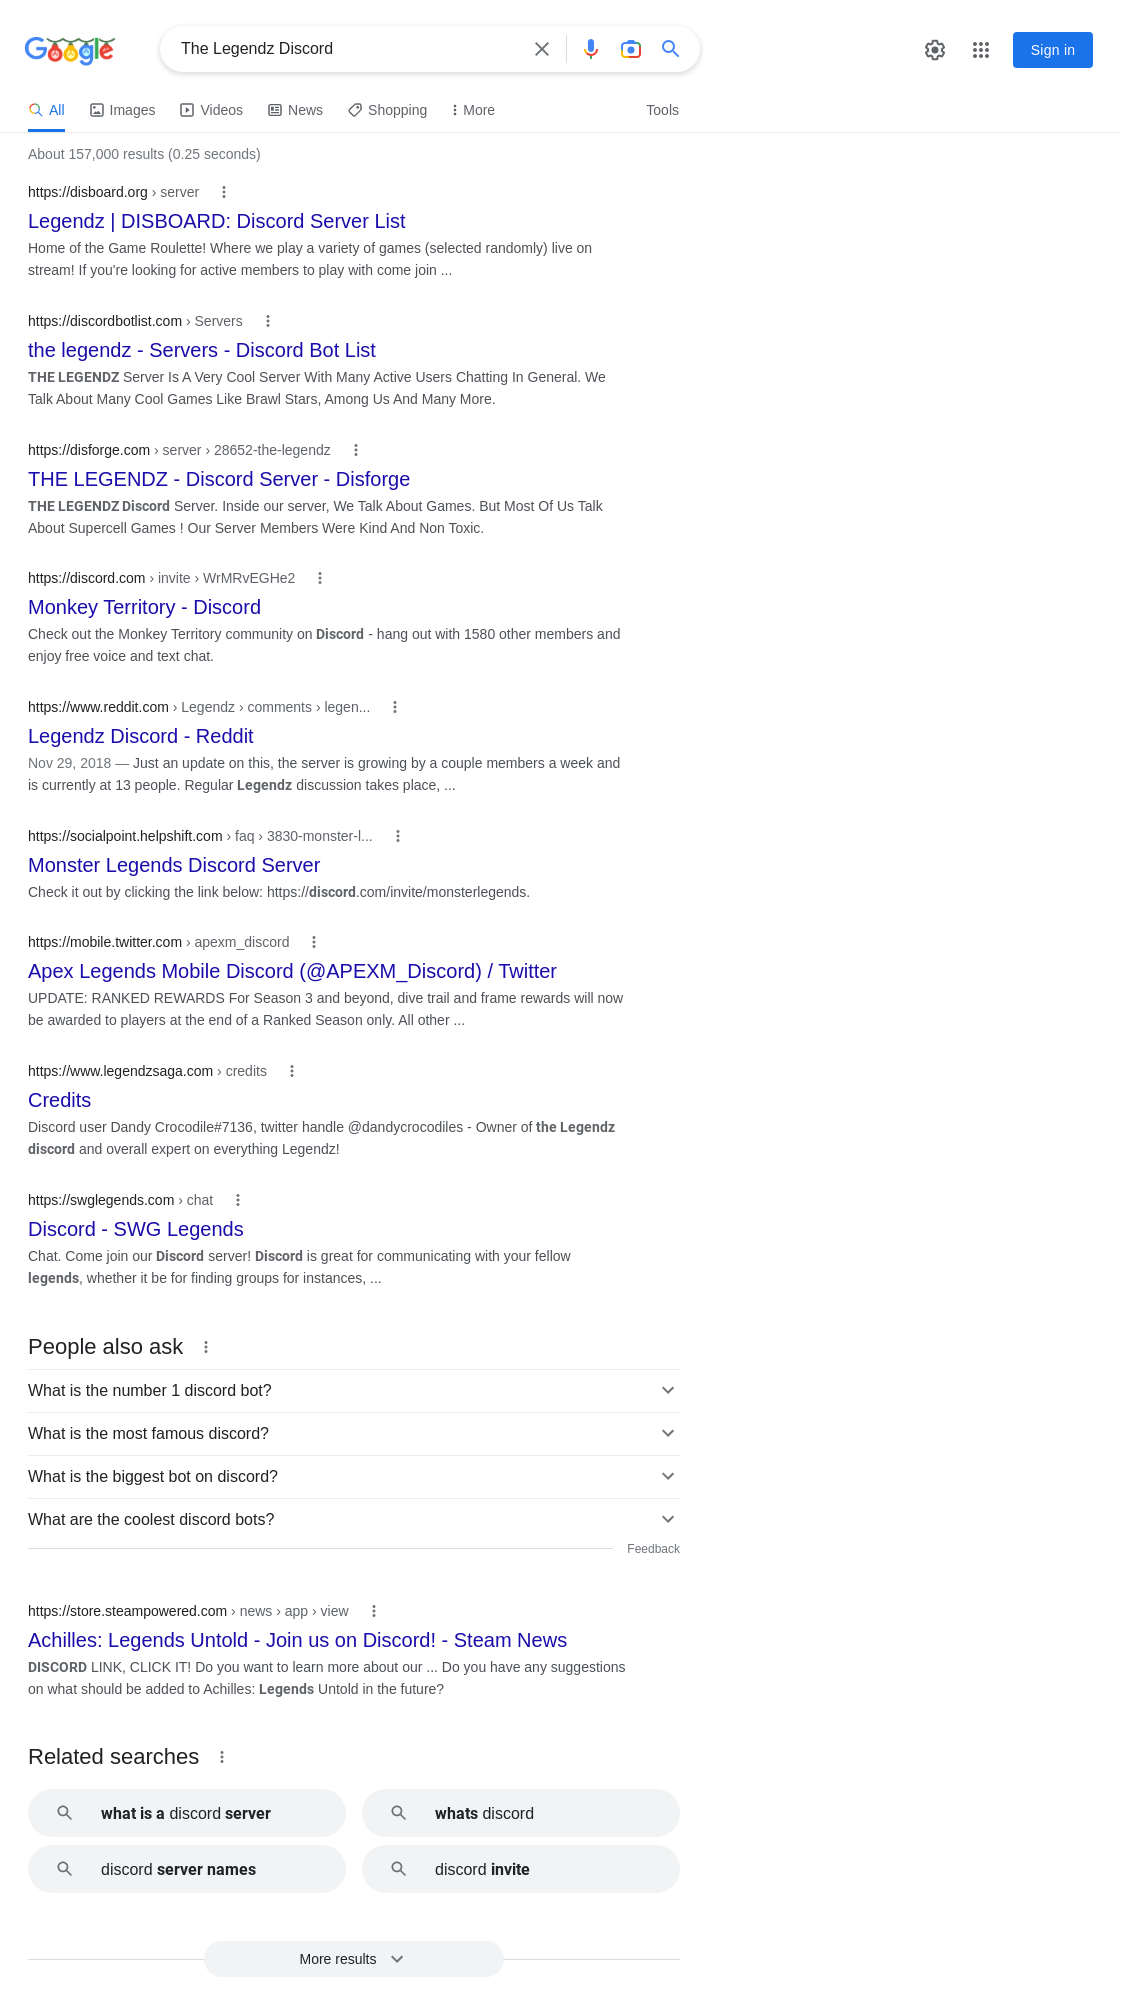 Google
The Legendz Discord
Sign in
All Images Videos News Shopping More Tools
About 157,000 results (0.25 seconds)
https://disboard.org › server
Legendz | DISBOARD: Discord Server List
Home of the Game Roulette! Where we play a variety of games (selected randomly) live on
stream! If you're looking for active members to play with come join ...
https://discordbotlist.com › Servers
the legendz - Servers - Discord Bot List
THE LEGENDZ Server Is A Very Cool Server With Many Active Users Chatting In General. We
Talk About Many Cool Games Like Brawl Stars, Among Us And Many More.
https://disforge.com › server › 28652-the-legendz
THE LEGENDZ - Discord Server - Disforge
THE LEGENDZ Discord Server. Inside our server, We Talk About Games. But Most Of Us Talk
About Supercell Games ! Our Server Members Were Kind And Non Toxic.
https://discord.com › invite › WrMRvEGHe2
Monkey Territory - Discord
Check out the Monkey Territory community on Discord - hang out with 1580 other members and
enjoy free voice and text chat.
https://www.reddit.com › Legendz › comments › legen...
Legendz Discord - Reddit
Nov 29, 2018 — Just an update on this, the server is growing by a couple members a week and
is currently at 13 people. Regular Legendz discussion takes place, ...
https://socialpoint.helpshift.com › faq › 3830-monster-l...
Monster Legends Discord Server
Check it out by clicking the link below: https://discord.com/invite/monsterlegends.
https://mobile.twitter.com › apexm_discord
Apex Legends Mobile Discord (@APEXM_Discord) / Twitter
UPDATE: RANKED REWARDS For Season 3 and beyond, dive trail and frame rewards will now
be awarded to players at the end of a Ranked Season only. All other ...
https://www.legendzsaga.com › credits
Credits
Discord user Dandy Crocodile#7136, twitter handle @dandycrocodiles - Owner of the Legendz
discord and overall expert on everything Legendz!
https://swglegends.com › chat
Discord - SWG Legends
Chat. Come join our Discord server! Discord is great for communicating with your fellow
legends, whether it be for finding groups for instances, ...
People also ask
What is the number 1 discord bot?
What is the most famous discord?
What is the biggest bot on discord?
What are the coolest discord bots?
Feedback
https://store.steampowered.com › news › app › view
Achilles: Legends Untold - Join us on Discord! - Steam News
DISCORD LINK, CLICK IT! Do you want to learn more about our ... Do you have any suggestions
on what should be added to Achilles: Legends Untold in the future?
Related searches
what is a discord server
whats discord
discord server names
discord invite
More results